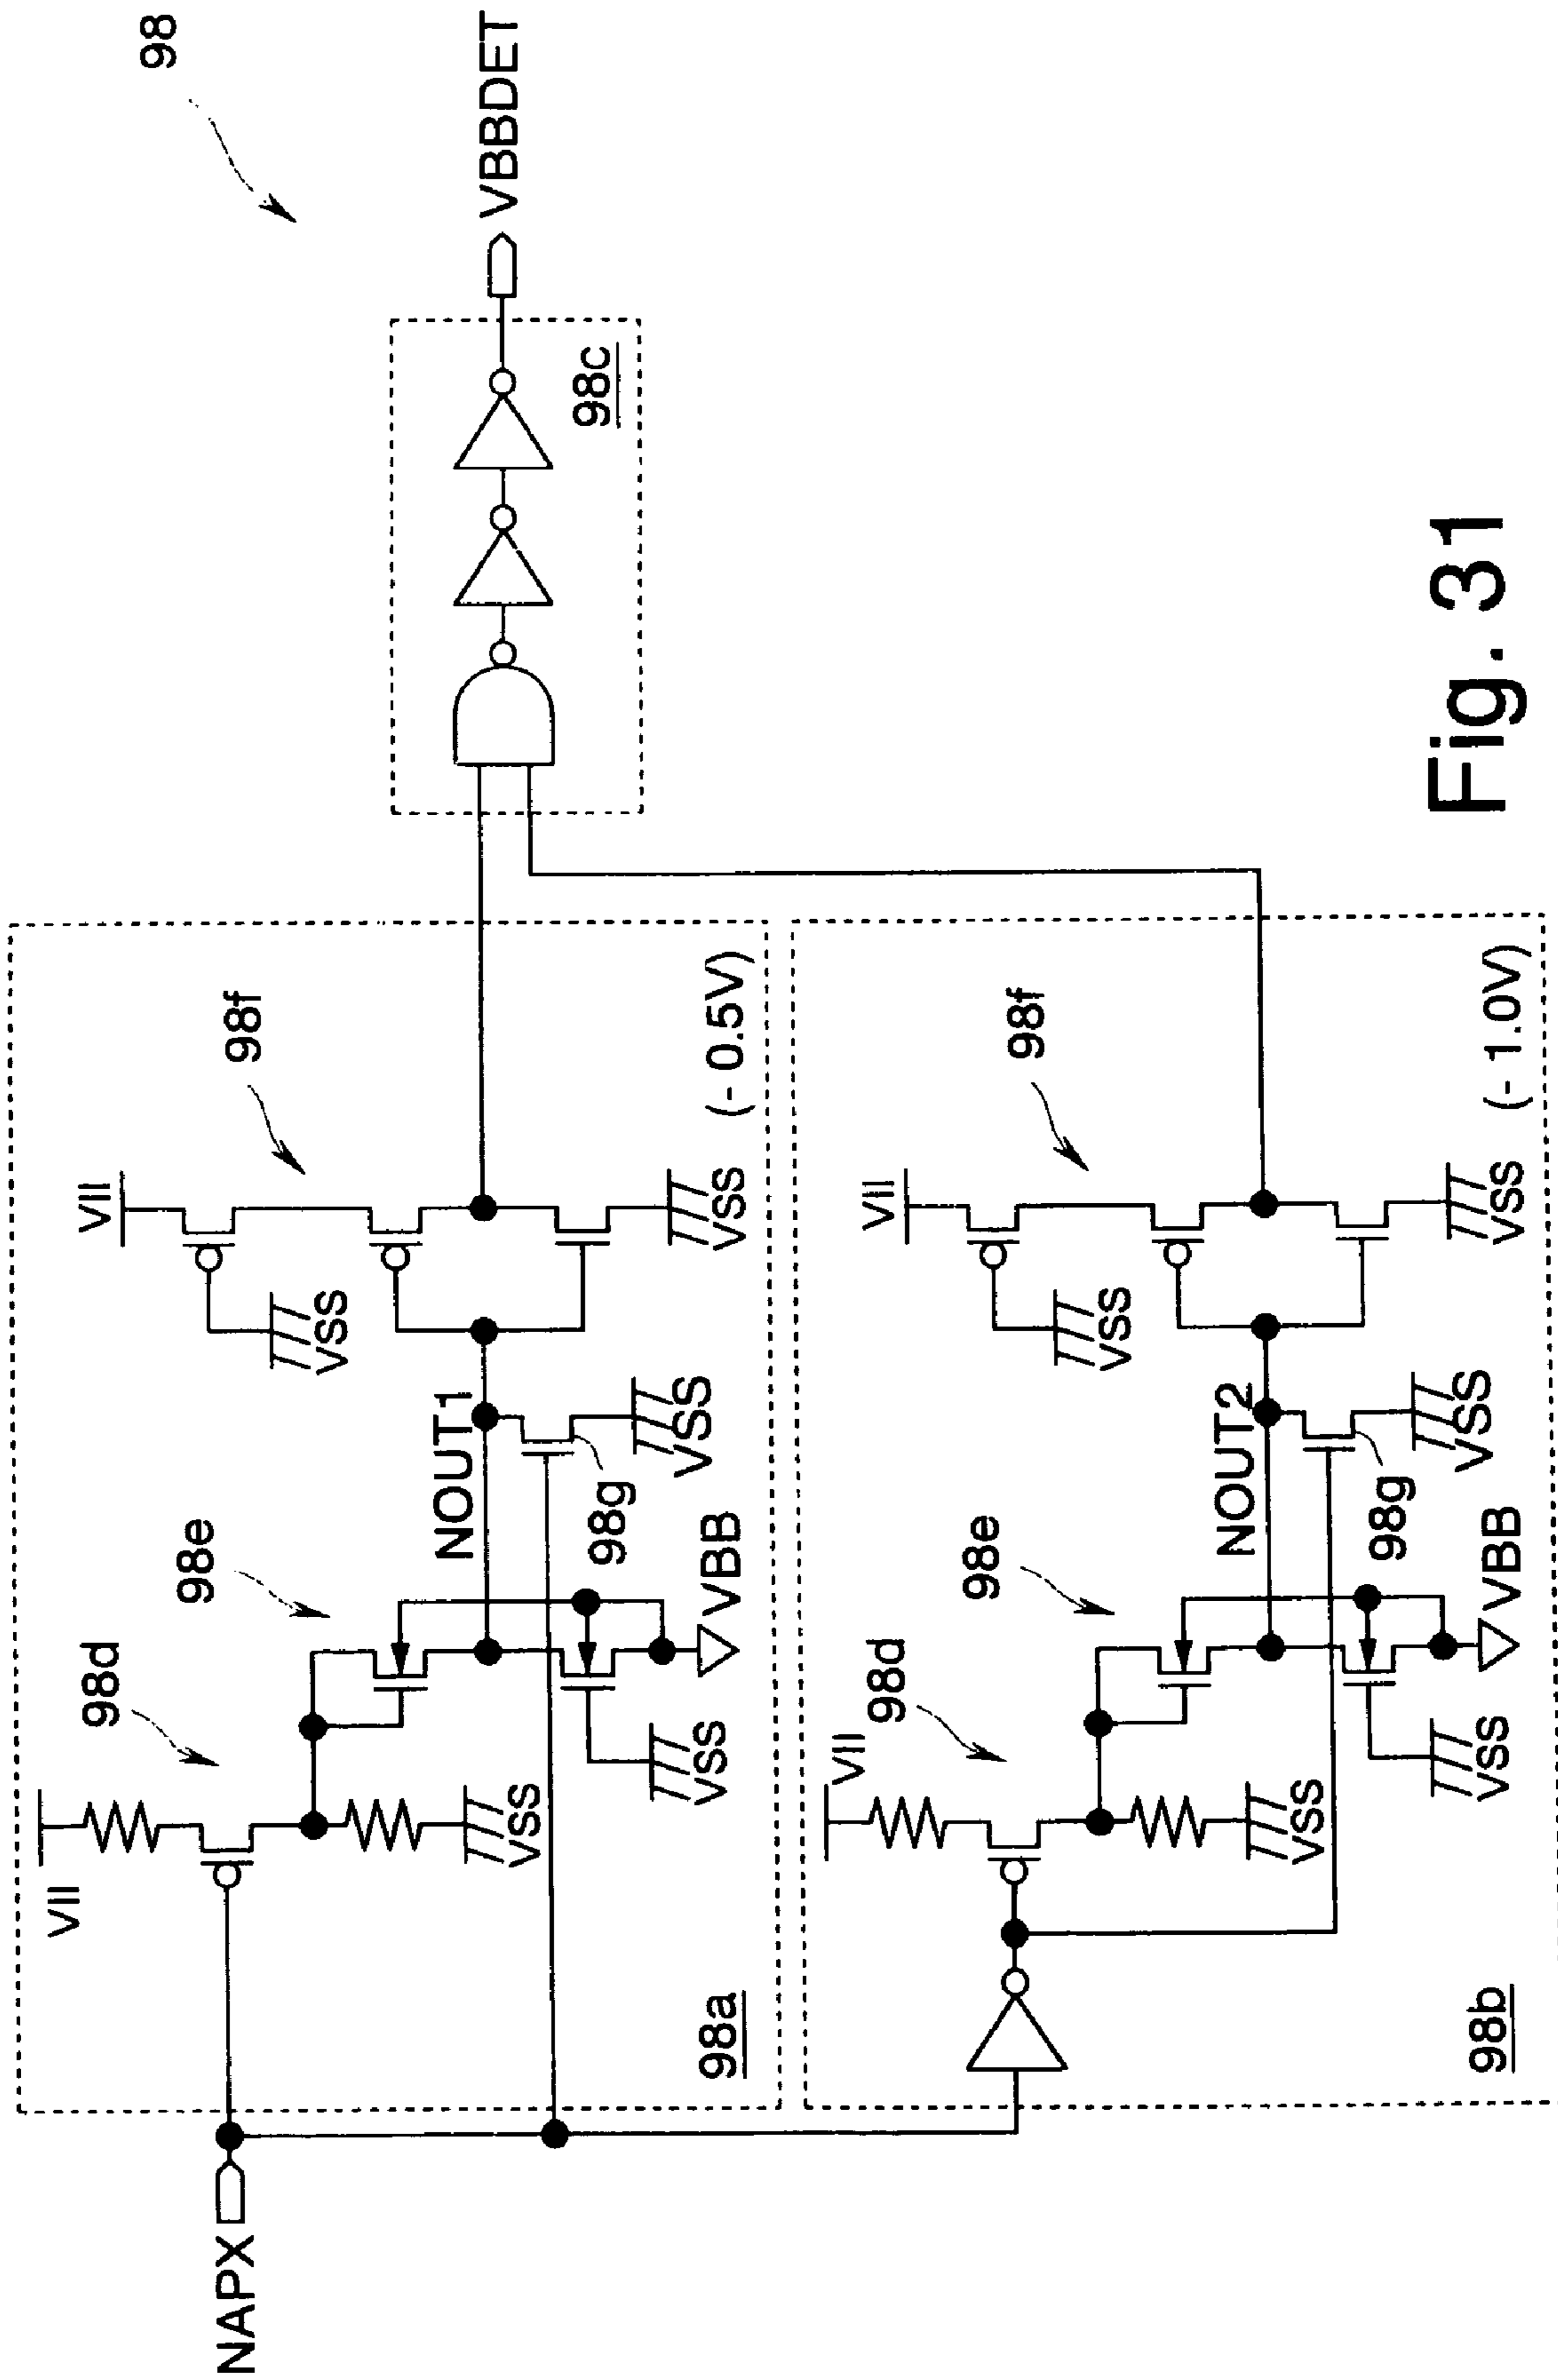 98
NAPX
VII
98d
98e
NOUT1
98f
VII
VSS
VSS
VSS
VBB
98g
VSS
VSS
98a
(- 0.5V)
98c
VBBDET
VII
98d
98e
NOUT2
98f
VII
VSS
VSS
VSS
VBB
98g
VSS
VSS
98b
(- 1.0V)
Fig. 31